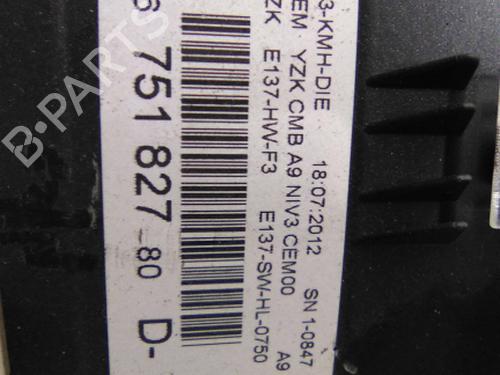 3-KMH-DIE 18:07:2012 SN 1-0847
EM YZK CMB A9 NIV3 CEM00 A9
ZK E137-HW-F3 E137-SW-HL-0750
751 827 -80 D-
B-Parts